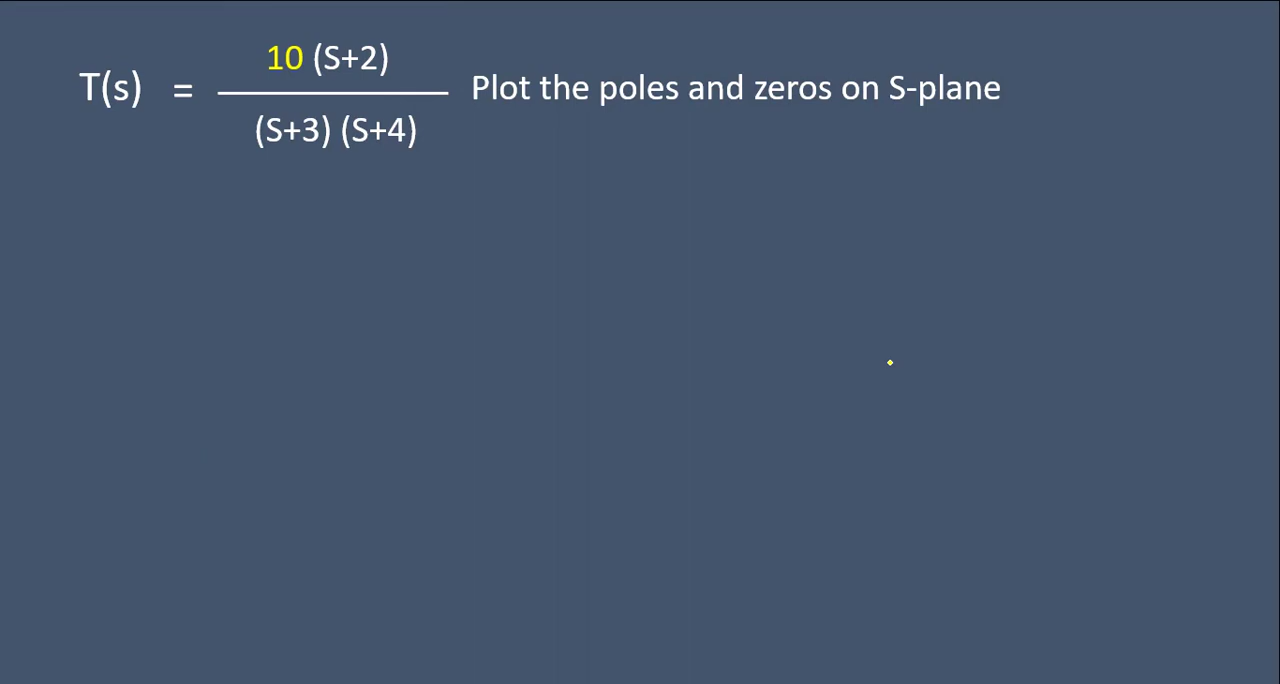 10 (S+2)
T(s) = Plot the poles and zeros on S-plane
(S+3) (S+4)